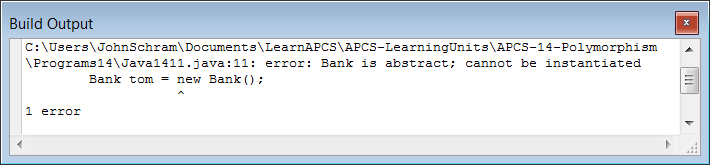 Build Output
C:\Users\JohnSchram\Documents\LearnAPCS\APCS-LearningUnits\APCS-14-Polymorphism
\Programs14\Java1411.java:11: error: Bank is abstract; cannot be instantiated
        Bank tom = new Bank();
                   ^
1 error